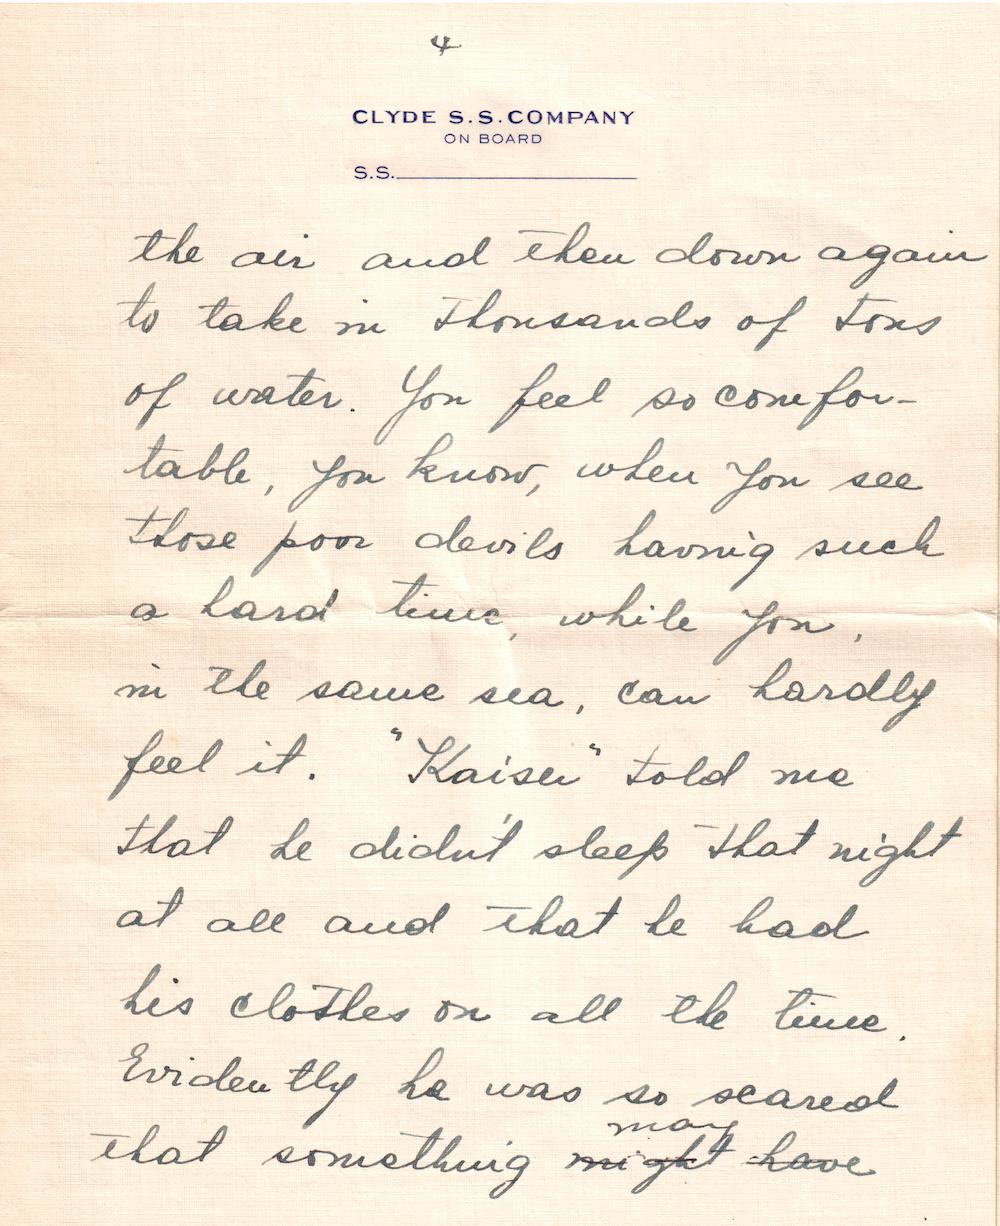 4
CLYDE S.S. COMPANY
ON BOARD
S.S.
the air and then down again
to take in thousands of tons
of water. You feel so comfor-
table, you know, when you see
those poor devils having such
a hard time, while you,
in the same sea, can hardly
feel it. "Kaiser" told me
that he didn't sleep that night
at all and that he had
his clothes on all the time.
Evidently he was so scared
may
that something might have